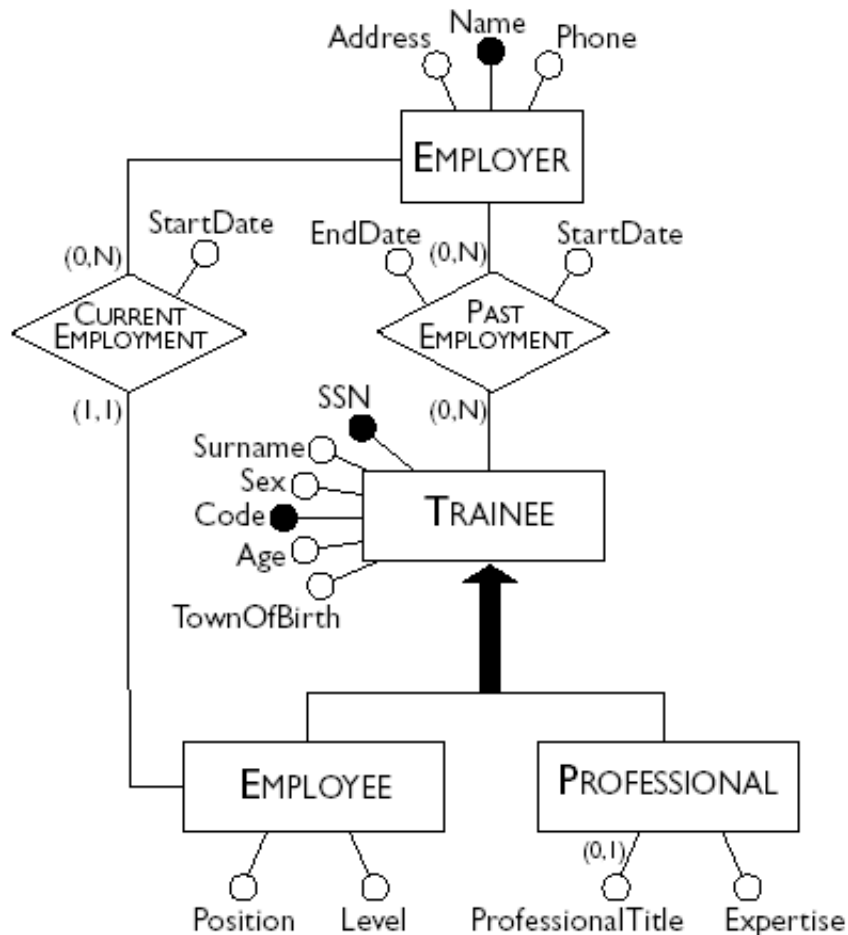 Name
Address
Phone
EMPLOYER
StartDate
EndDate
StartDate
(0,N)
(0,N)
CURRENT
EMPLOYMENT
PAST
EMPLOYMENT
(1,1)
(0,N)
SSN
Surname
Sex
Code
TRAINEE
Age
TownOfBirth
EMPLOYEE
PROFESSIONAL
(0,1)
Position
Level
ProfessionalTitle
Expertise